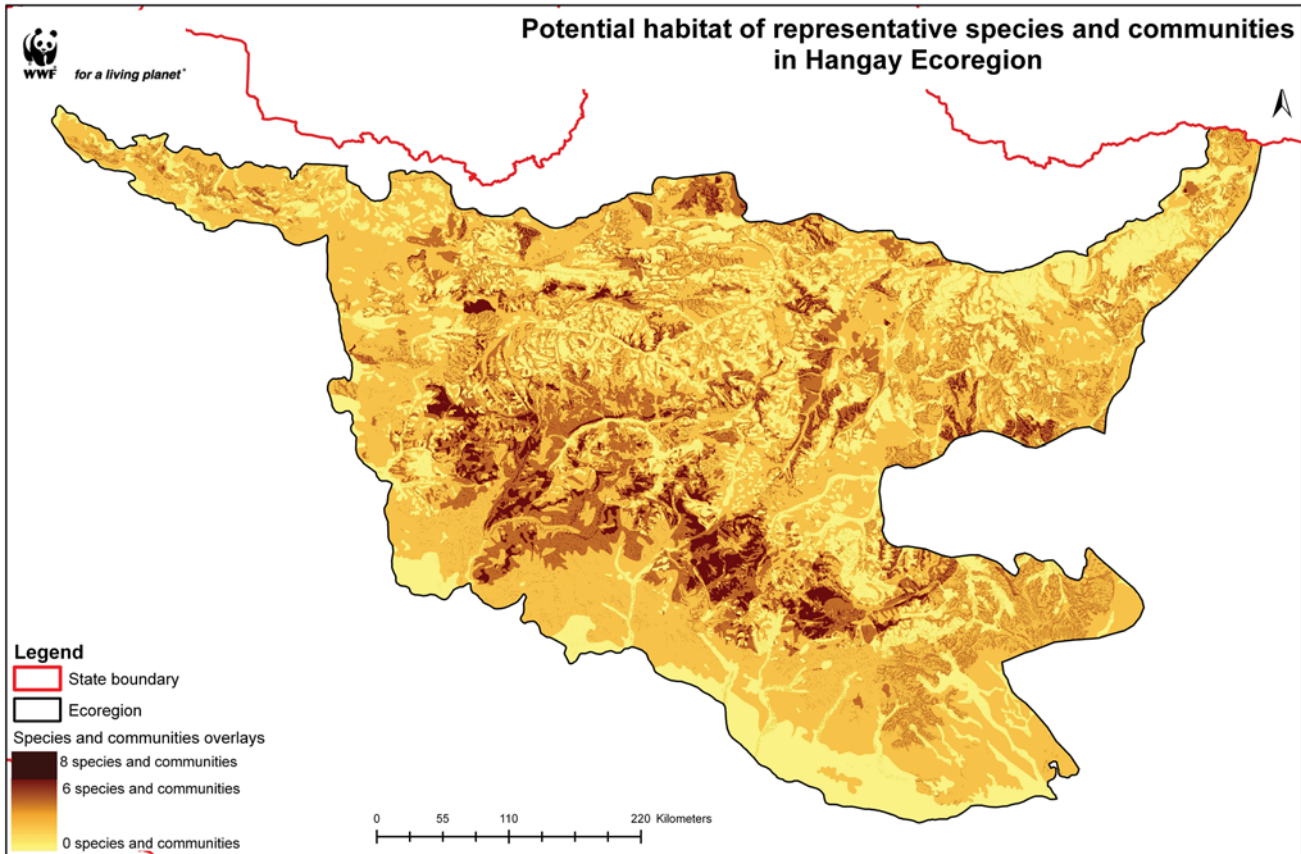 Potential habitat of representative species and communities
in Hangay Ecoregion
WWF
for a living planet®
Legend
State boundary
Ecoregion
Species and communities overlays
8 species and communities
6 species and communities
0 species and communities
0 55 110 220 Kilometers